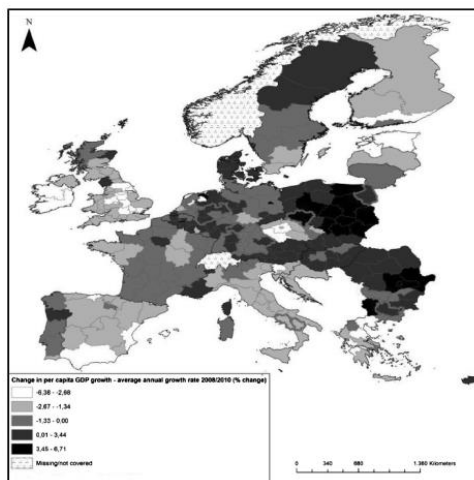 N
Change in per capita GDP growth - average annual growth rate 2008/2010 (% change)
-6,38 - -2,68
-2,67 - -1,34
-1,33 - 0,00
0,01 - 3,44
3,45 - 6,71
Missing/not covered
0 340 680 1.360 Kilometers